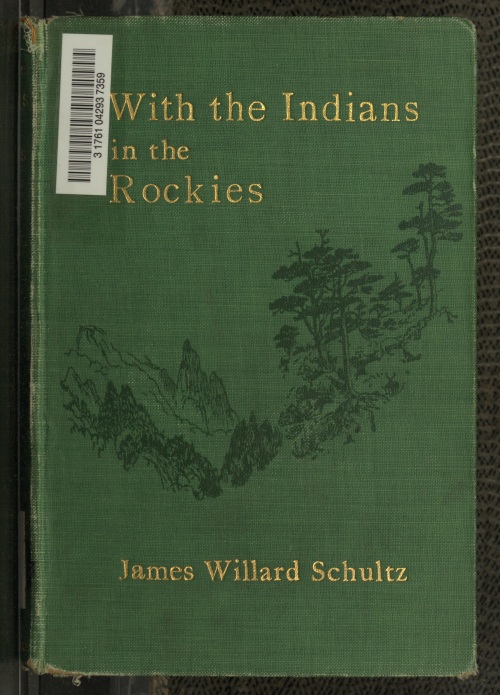 With the Indians
in the
Rockies
3 1761 04293 7359
James Willard Schultz